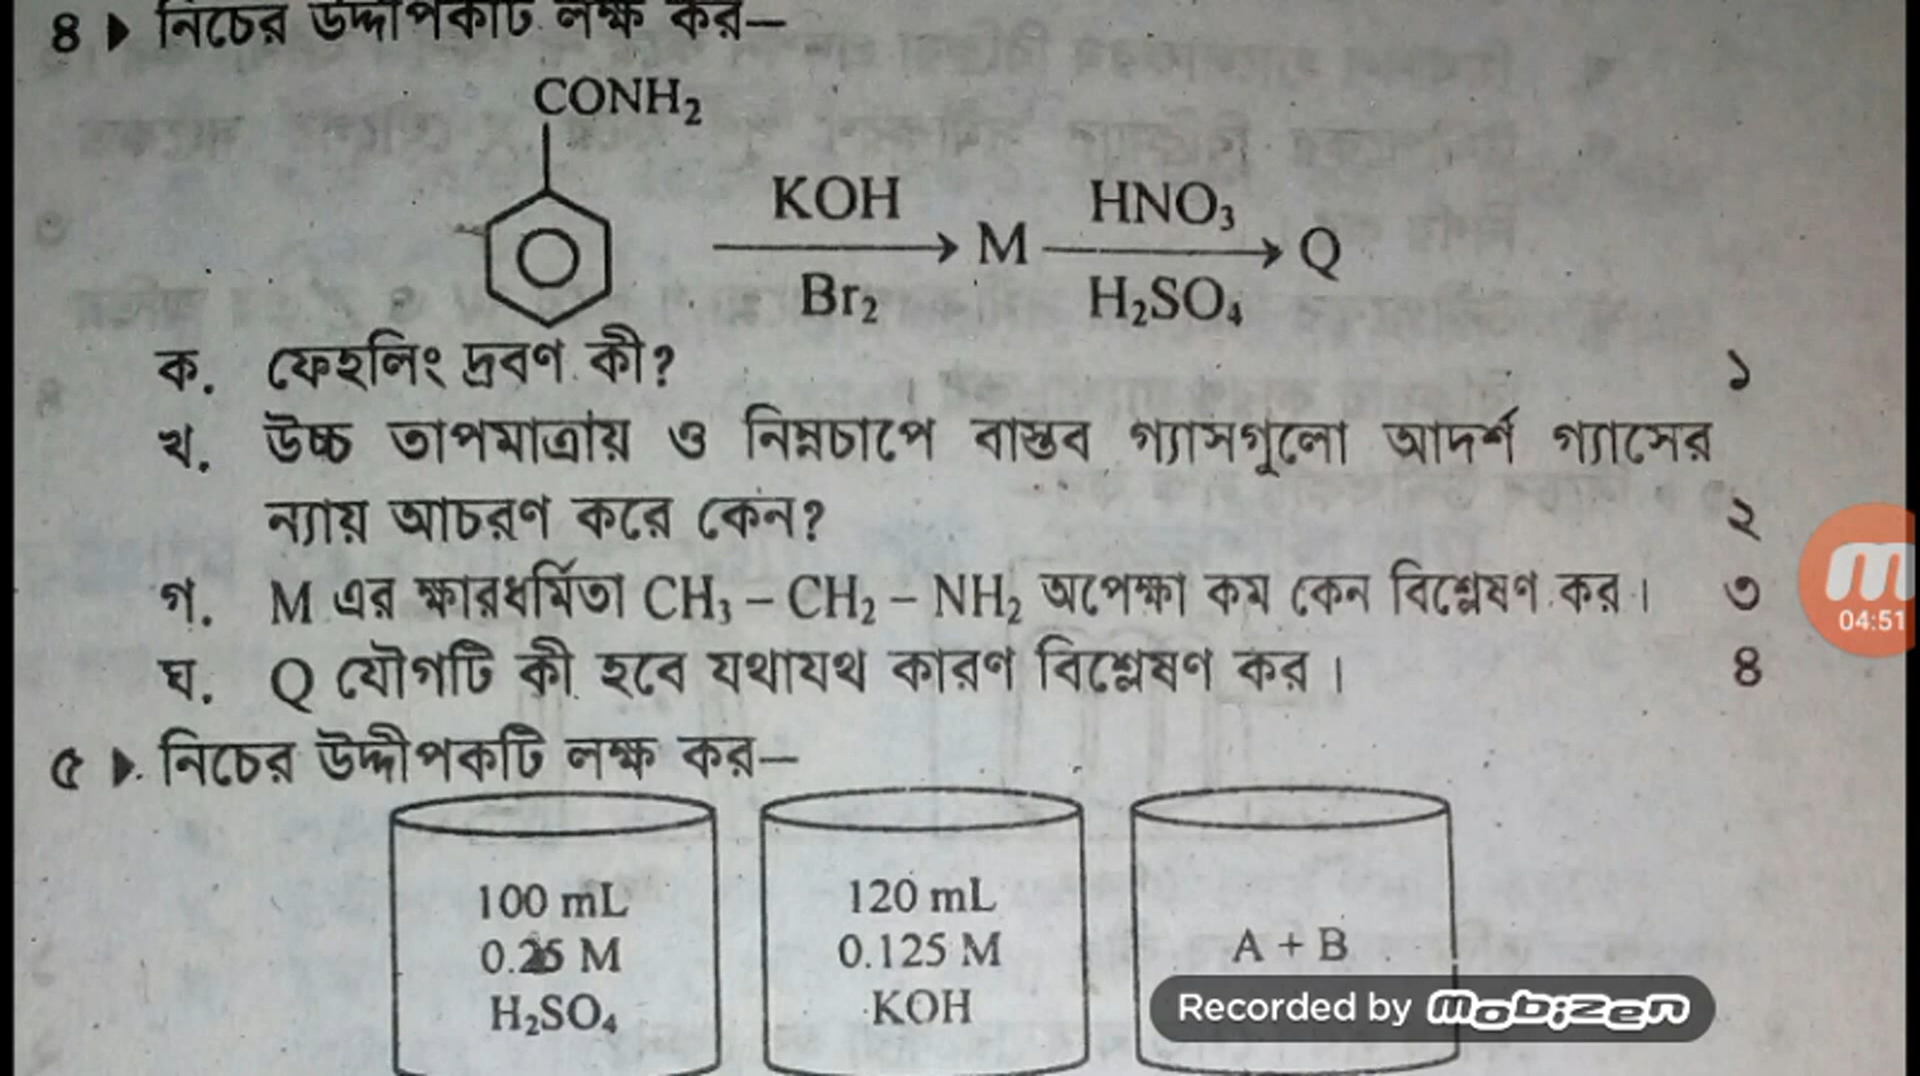 ৪ ▶ নিচের উদ্দীপকটি লক্ষ কর—
CONH₂
KOH
HNO₃
M
Q
Br₂
H₂SO₄
ক. ফেহলিং দ্রবণ কী? ১
খ. উচ্চ তাপমাত্রায় ও নিম্নচাপে বাস্তব গ্যাসগুলো আদর্শ গ্যাসের
ন্যায় আচরণ করে কেন? ২
গ. M এর ক্ষারধর্মিতা CH₃ – CH₂ – NH₂ অপেক্ষা কম কেন বিশ্লেষণ কর। ৩
ঘ. Q যৌগটি কী হবে যথাযথ কারণ বিশ্লেষণ কর। ৪
৫ ▶. নিচের উদ্দীপকটি লক্ষ কর—
100 mL
0.25 M
H₂SO₄
120 mL
0.125 M
KOH
A + B
04:51
Recorded by mobizen